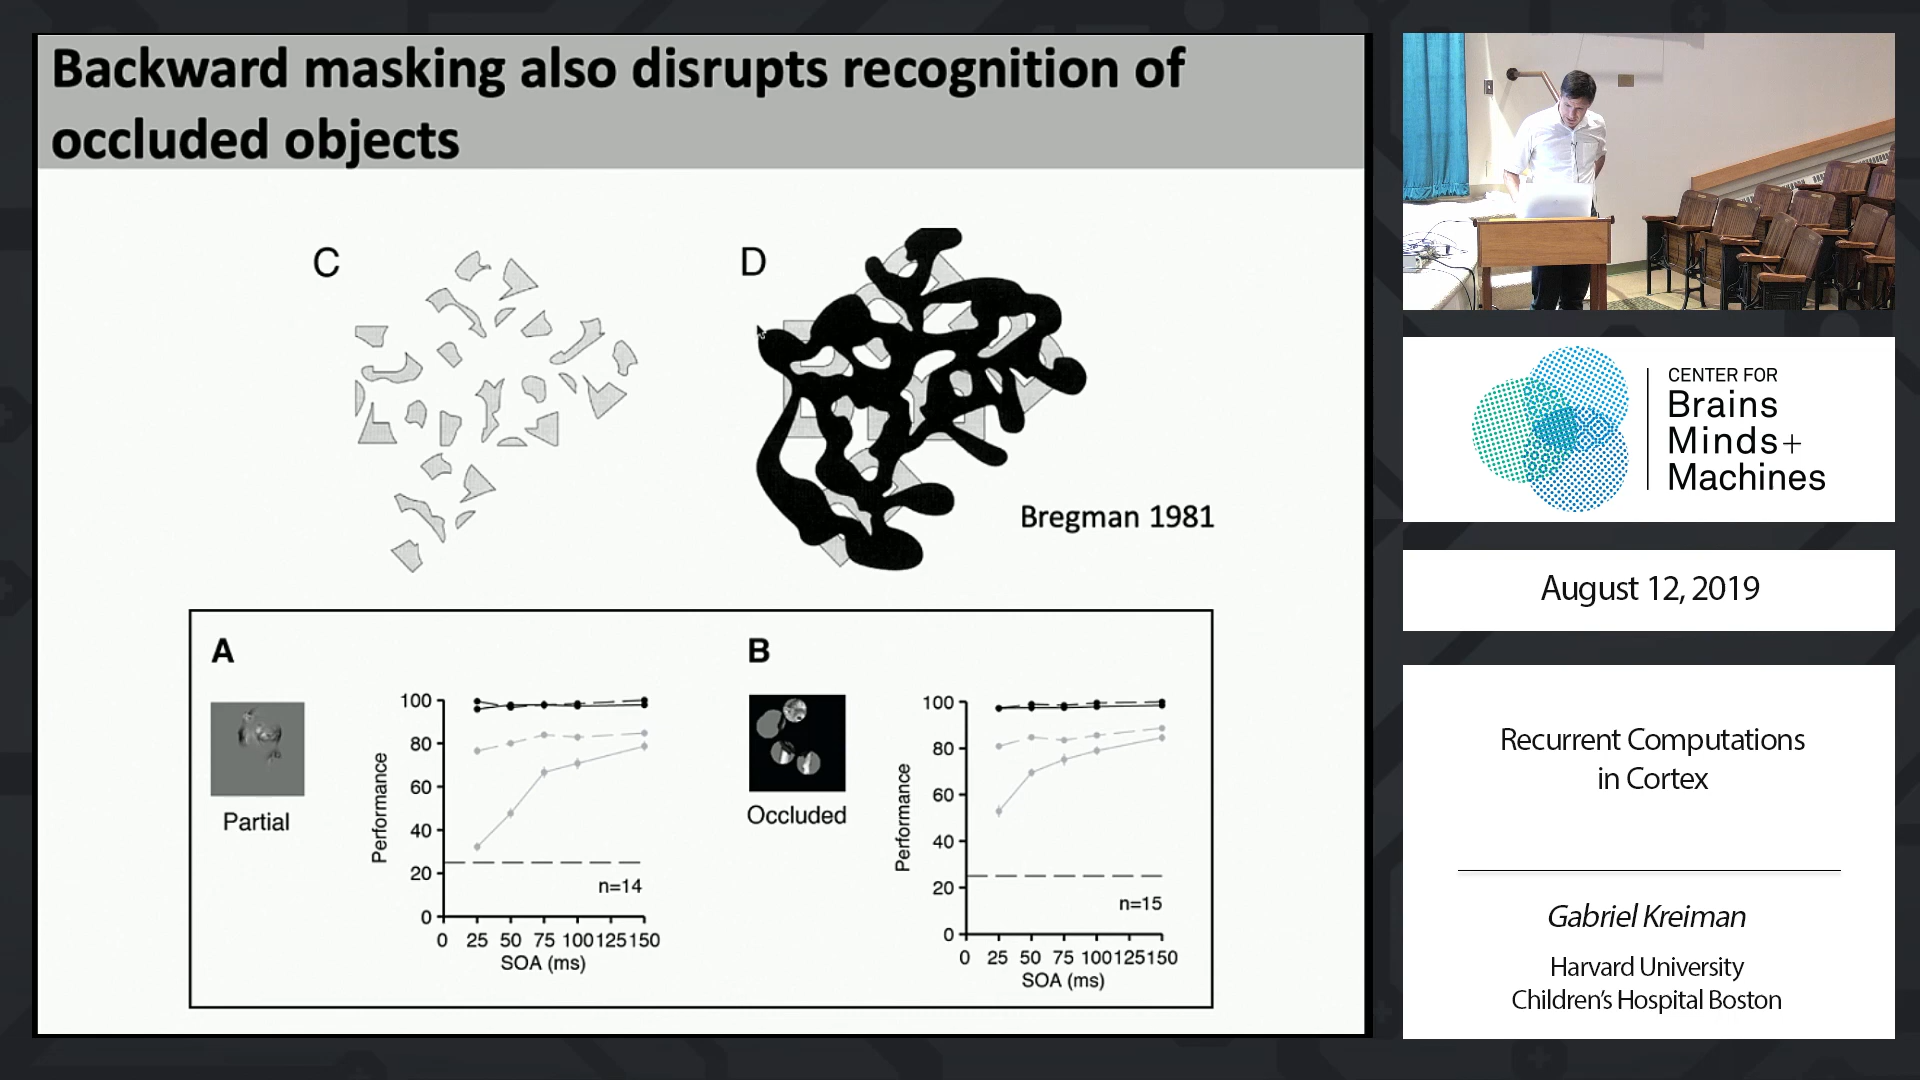 Backward masking also disrupts recognition of
occluded objects
C
D
Bregman 1981
A
Partial
Performance
100
80
60
40
20
0
n=14
0 25 50 75 100 125 150
SOA (ms)
B
Occluded
Performance
100
80
60
40
20
0
n=15
0 25 50 75 100 125 150
SOA (ms)
CENTER FOR
Brains
Minds+
Machines
August 12, 2019
Recurrent Computations
in Cortex
Gabriel Kreiman
Harvard University
Children's Hospital Boston